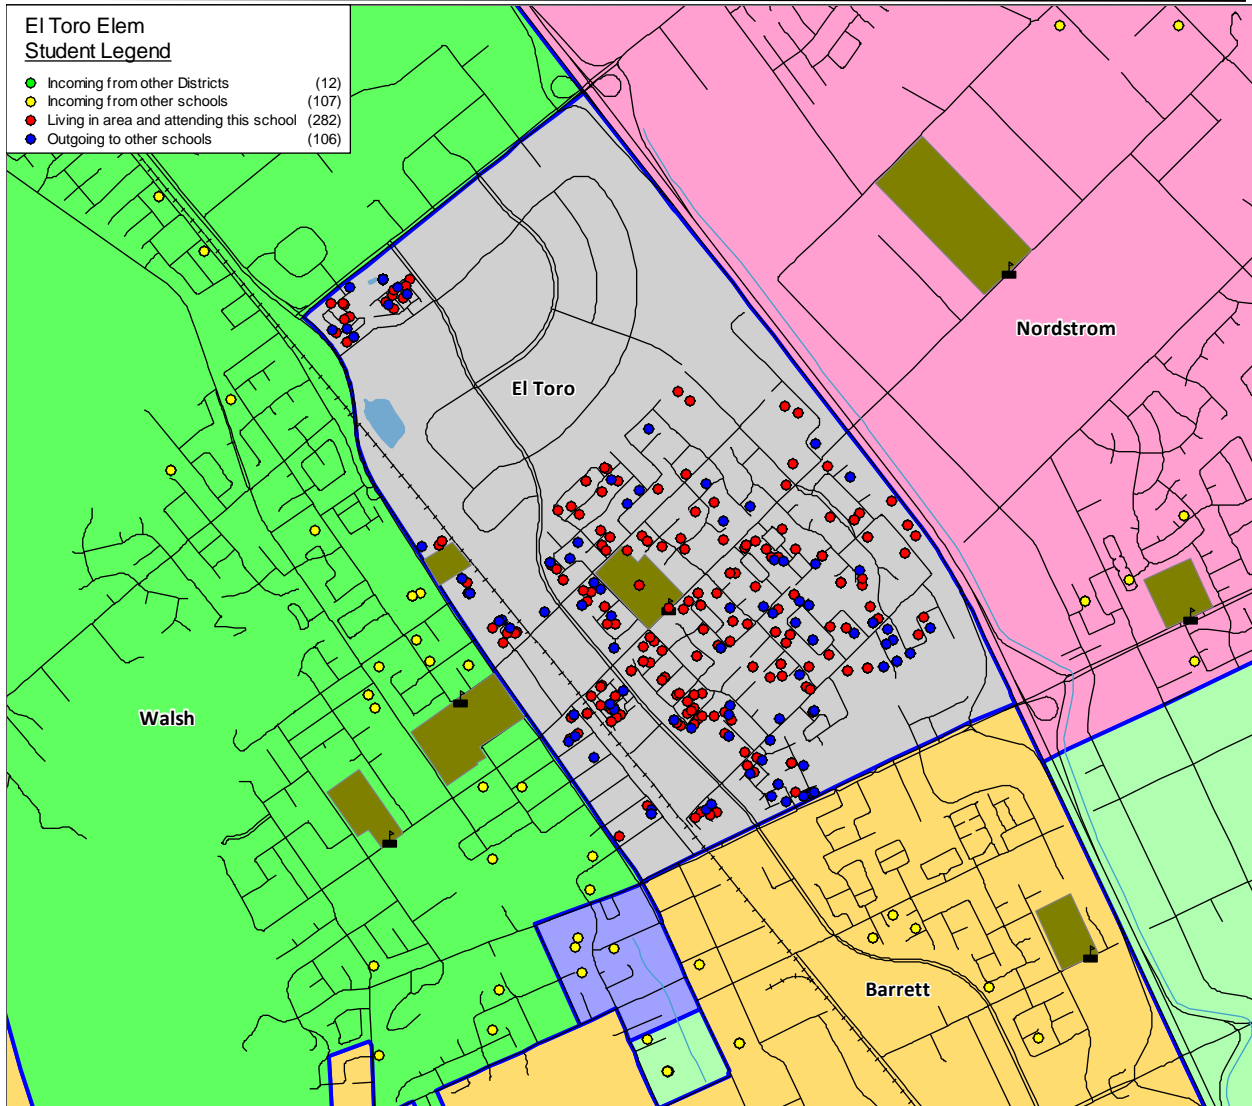 El Toro Elem
Student Legend
Incoming from other Districts (12)
Incoming from other schools (107)
Living in area and attending this school (282)
Outgoing to other schools (106)
Nordstrom
El Toro
Walsh
Barrett